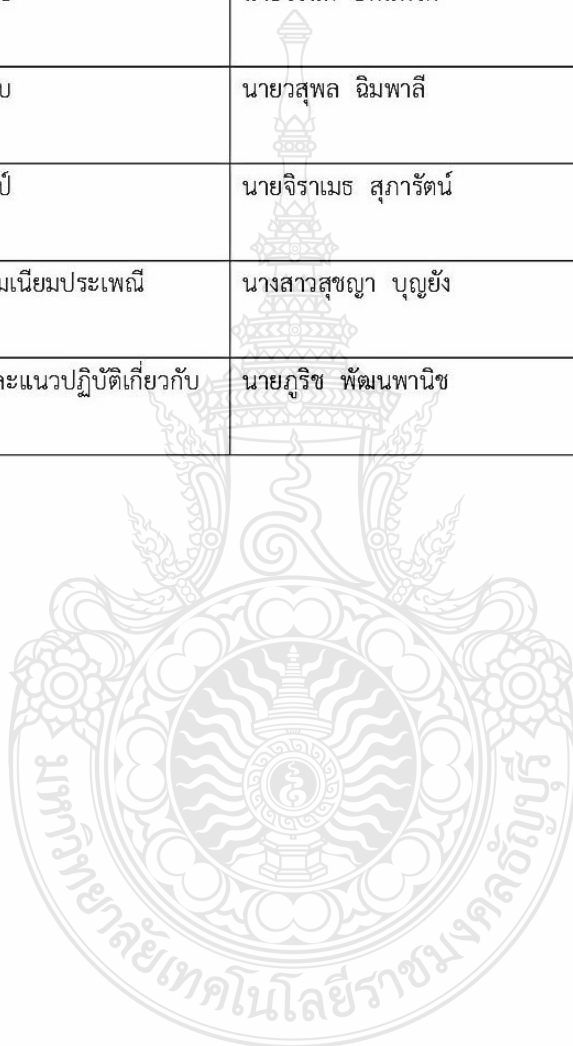 บ นายวสุพล ฉิมพาลี
ป์ นายจิราเมธ สุภารัตน์
มเนียมประเพณี นางสาวสุชญา บุญยัง
ละแนวปฏิบัติเกี่ยวกับ นายภูริช พัฒนพานิช
มหาวิทยาลัยเทคโนโลยีราชมงคลธัญบุรี